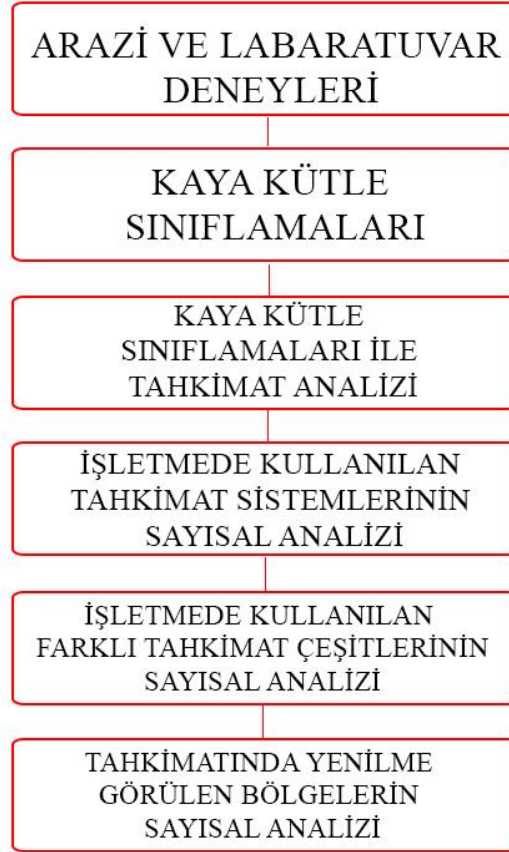 ARAZİ VE LABARATUVAR
DENEYLERİ
KAYA KÜTLE
SINIFLAMALARI
KAYA KÜTLE
SINIFLAMALARI İLE
TAHKİMAT ANALİZİ
İŞLETMEDE KULLANILAN
TAHKİMAT SİSTEMLERİNİN
SAYISAL ANALİZİ
İŞLETMEDE KULLANILAN
FARKLI TAHKİMAT ÇEŞİTLERİNİN
SAYISAL ANALİZİ
TAHKİMATINDA YENİLME
GÖRÜLEN BÖLGELERİN
SAYISAL ANALİZİ